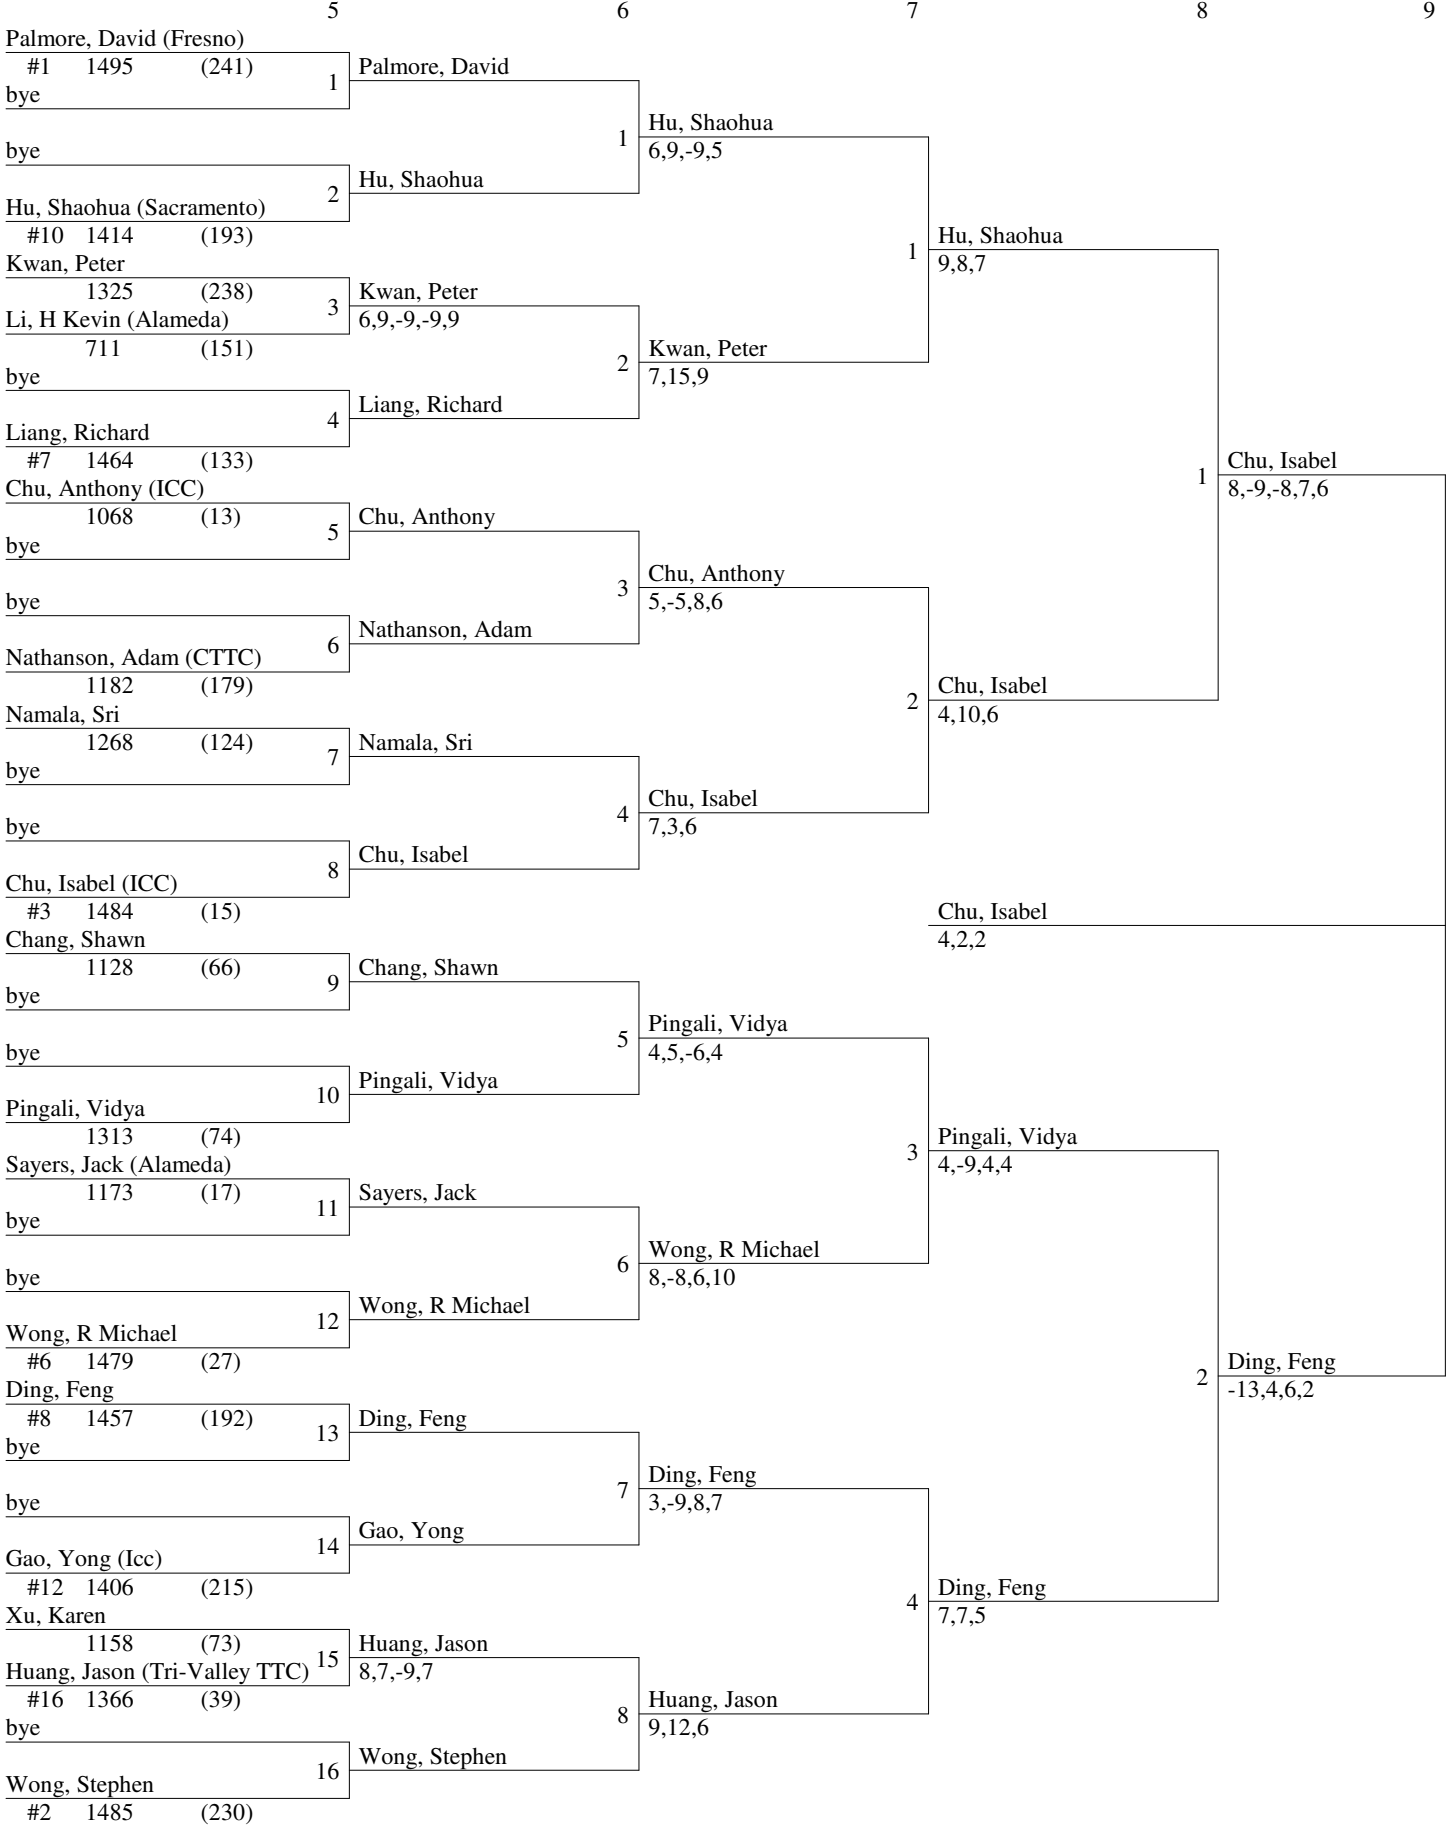 5 6 7 8 9
Palmore, David (Fresno)
#1 1495 (241)
1 Palmore, David
bye
1 Hu, Shaohua
6,9,-9,5
bye
2 Hu, Shaohua
Hu, Shaohua (Sacramento)
#10 1414 (193)
1 Hu, Shaohua
9,8,7
Kwan, Peter
1325 (238)
3 Kwan, Peter
6,9,-9,-9,9
Li, H Kevin (Alameda)
711 (151)
2 Kwan, Peter
7,15,9
bye
4 Liang, Richard
Liang, Richard
#7 1464 (133)
1 Chu, Isabel
8,-9,-8,7,6
Chu, Anthony (ICC)
1068 (13)
5 Chu, Anthony
bye
3 Chu, Anthony
5,-5,8,6
bye
6 Nathanson, Adam
Nathanson, Adam (CTTC)
1182 (179)
2 Chu, Isabel
4,10,6
Namala, Sri
1268 (124)
7 Namala, Sri
bye
4 Chu, Isabel
7,3,6
bye
8 Chu, Isabel
Chu, Isabel (ICC)
#3 1484 (15)
Chu, Isabel
4,2,2
Chang, Shawn
1128 (66)
9 Chang, Shawn
bye
5 Pingali, Vidya
4,5,-6,4
bye
10 Pingali, Vidya
Pingali, Vidya
1313 (74)
3 Pingali, Vidya
4,-9,4,4
Sayers, Jack (Alameda)
1173 (17)
11 Sayers, Jack
bye
6 Wong, R Michael
8,-8,6,10
bye
12 Wong, R Michael
Wong, R Michael
#6 1479 (27)
2 Ding, Feng
-13,4,6,2
Ding, Feng
#8 1457 (192)
13 Ding, Feng
bye
7 Ding, Feng
3,-9,8,7
bye
14 Gao, Yong
Gao, Yong (Icc)
#12 1406 (215)
4 Ding, Feng
7,7,5
Xu, Karen
1158 (73)
15 Huang, Jason
8,7,-9,7
Huang, Jason (Tri-Valley TTC)
#16 1366 (39)
8 Huang, Jason
9,12,6
bye
16 Wong, Stephen
Wong, Stephen
#2 1485 (230)